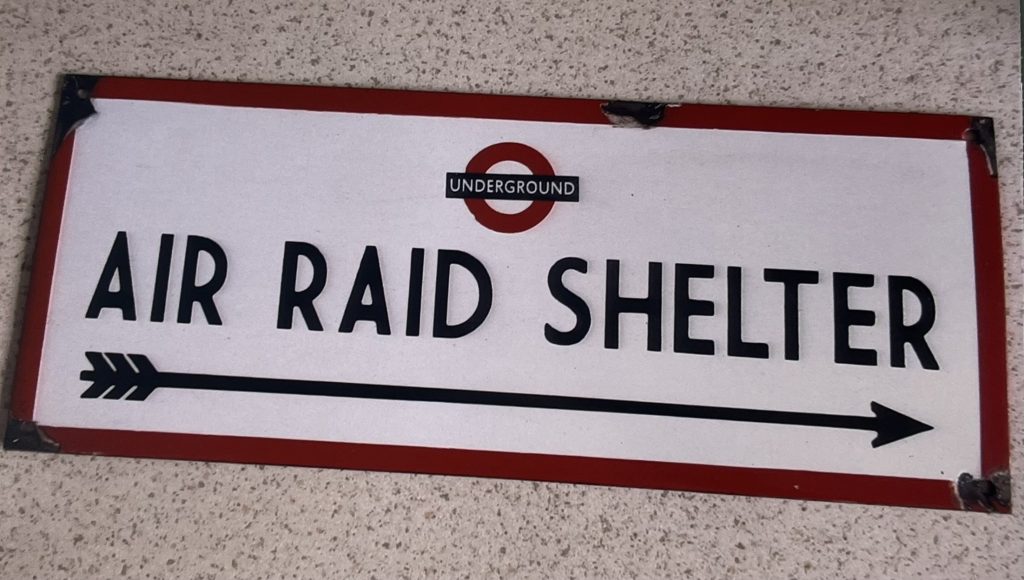 UNDERGROUND
AIR RAID SHELTER